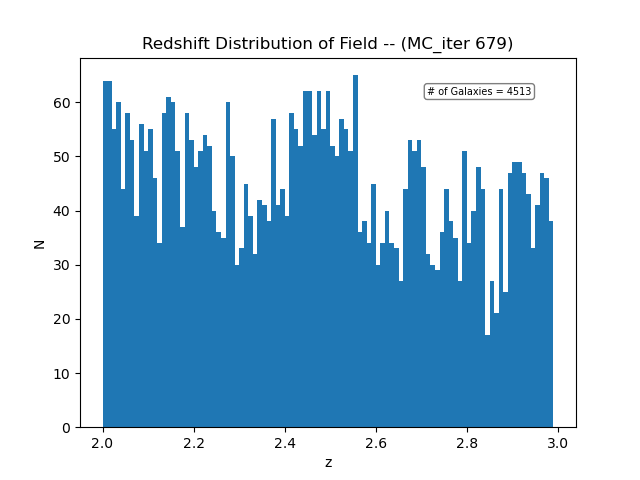 Redshift Distribution of Field -- (MC_iter 679)
# of Galaxies = 4513
60
50
40
30
20
10
0
N
2.0 2.2 2.4 2.6 2.8 3.0
z